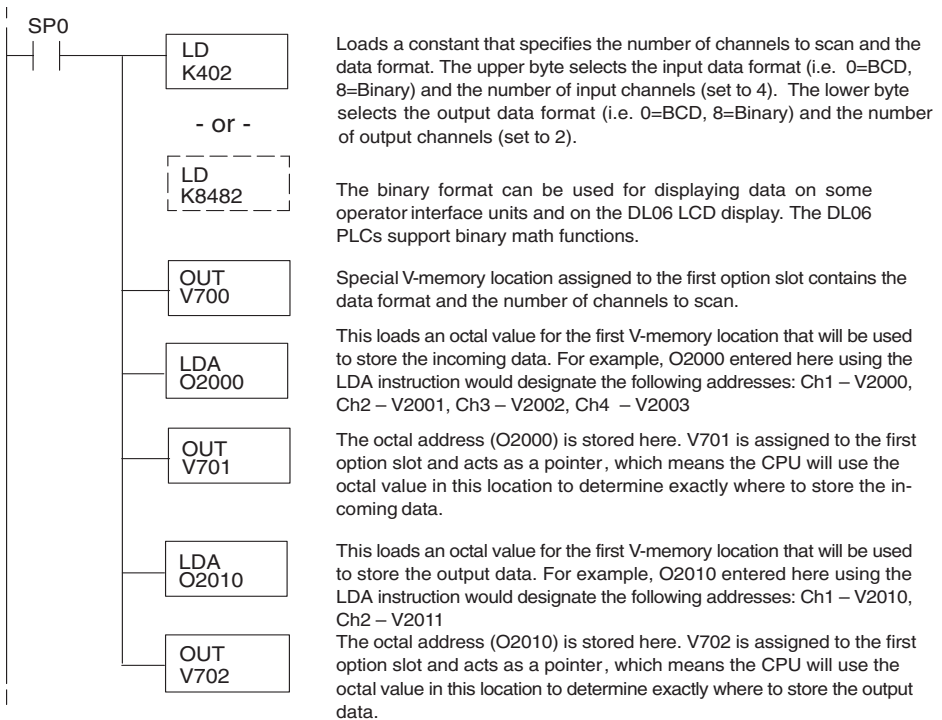 SP0
LD
K402
Loads a constant that specifies the number of channels to scan and the
data format. The upper byte selects the input data format (i.e. 0=BCD,
8=Binary) and the number of input channels (set to 4). The lower byte
selects the output data format (i.e. 0=BCD, 8=Binary) and the number
of output channels (set to 2).
- or -
LD
K8482
The binary format can be used for displaying data on some
operator interface units and on the DL06 LCD display. The DL06
PLCs support binary math functions.
OUT
V700
Special V-memory location assigned to the first option slot contains the
data format and the number of channels to scan.
LDA
O2000
This loads an octal value for the first V-memory location that will be used
to store the incoming data. For example, O2000 entered here using the
LDA instruction would designate the following addresses: Ch1 – V2000,
Ch2 – V2001, Ch3 – V2002, Ch4 – V2003
OUT
V701
The octal address (O2000) is stored here. V701 is assigned to the first
option slot and acts as a pointer, which means the CPU will use the
octal value in this location to determine exactly where to store the in-
coming data.
LDA
O2010
This loads an octal value for the first V-memory location that will be used
to store the output data. For example, O2010 entered here using the
LDA instruction would designate the following addresses: Ch1 – V2010,
Ch2 – V2011
OUT
V702
The octal address (O2010) is stored here. V702 is assigned to the first
option slot and acts as a pointer, which means the CPU will use the
octal value in this location to determine exactly where to store the output
data.